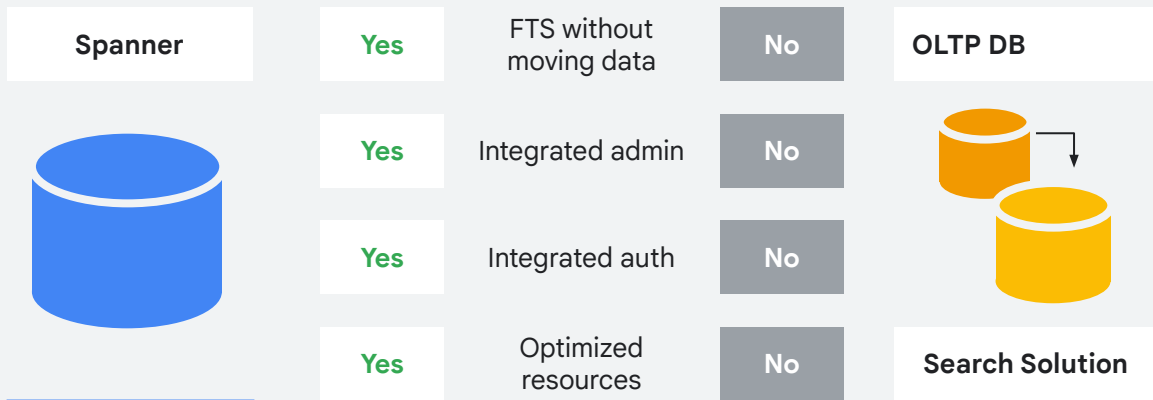 Spanner
Yes
FTS without
moving data
No
OLTP DB
Yes
Integrated admin
No
Yes
Integrated auth
No
Yes
Optimized
resources
No
Search Solution